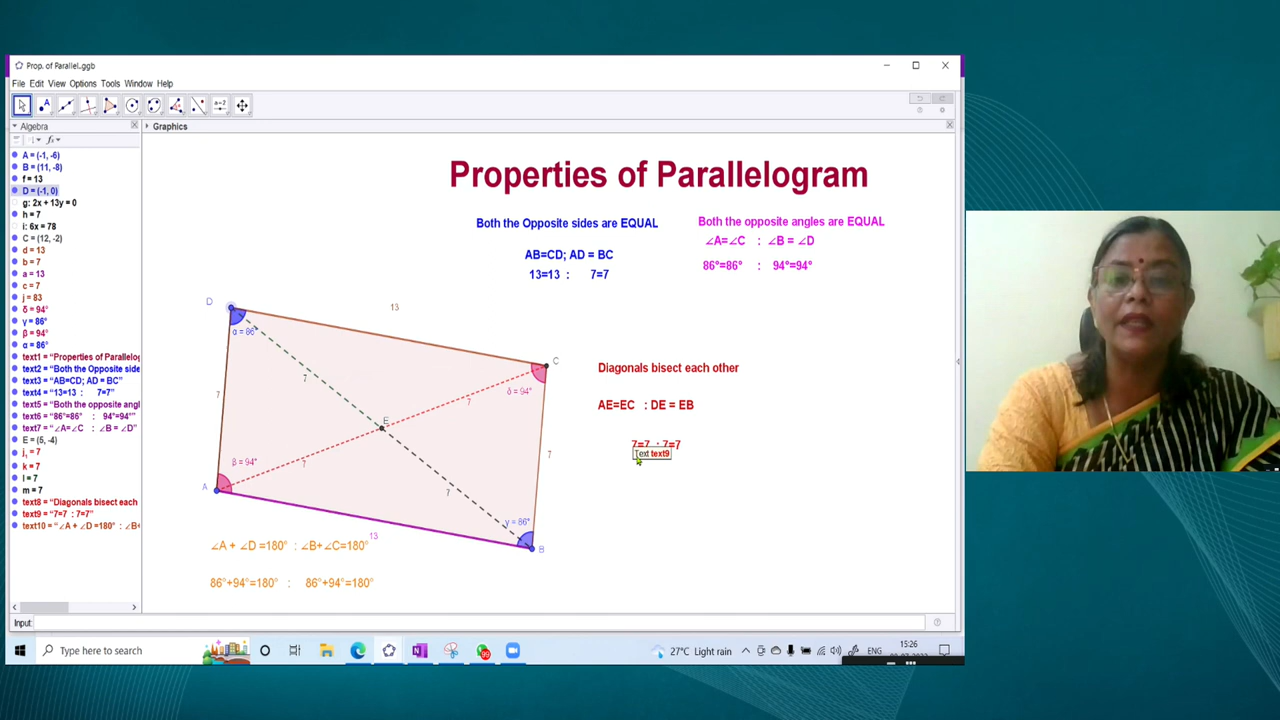 Prop. of Parallel..ggb
File Edit View Options Tools Window Help
Algebra
Graphics
A = (-1, -6)
B = (11, -8)
f = 13
D = (-1, 0)
g: 2x + 13y = 0
h = 7
i: 6x = 78
C = (12, -2)
d = 13
b = 7
a = 13
c = 7
j = 83
δ = 94°
γ = 86°
β = 94°
α = 86°
text1 = "Properties of Parallelog
text2 = "Both the Opposite side
text3 = "AB=CD; AD = BC"
text4 = "13=13 : 7=7"
text5 = "Both the opposite angl
text6 = "86°=86° : 94°=94°"
text7 = "∠A=∠C : ∠B = ∠D
E = (5, -4)
j, = 7
k = 7
l = 7
m = 7
text8 = "Diagonals bisect each
text9 = "7=7 : 7=7"
text10 = "∠A + ∠D =180° : ∠B+
Properties of Parallelogram
Both the Opposite sides are EQUAL
AB=CD; AD = BC
13=13 : 7=7
Both the opposite angles are EQUAL
∠A=∠C : ∠B = ∠D
86°=86° : 94°=94°
D
13
α = 86°
C
7
δ = 94°
7
7
E
7
β = 94°
7
7
A
γ = 86°
B
13
Diagonals bisect each other
AE=EC : DE = EB
7=7 : 7=7
Text text9
∠A + ∠D =180° : ∠B+∠C=180°
86°+94°=180° : 86°+94°=180°
Input:
Type here to search
99
27°C Light rain
ENG
15:26